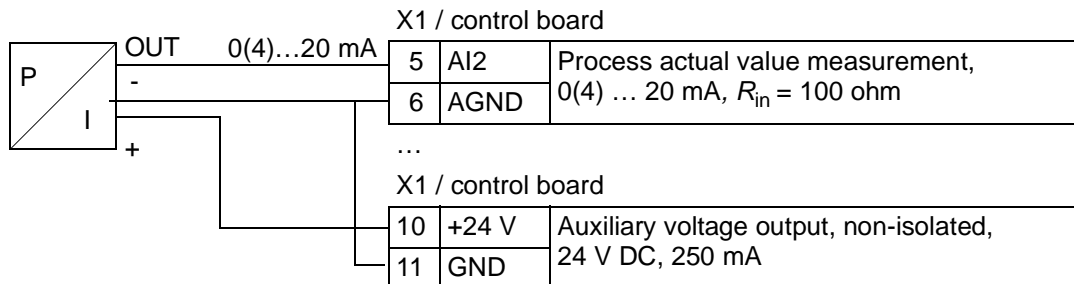 X1 / control board
OUT 0(4)…20 mA
P
I
-
+
5 AI2 Process actual value measurement,
6 AGND 0(4) … 20 mA, Rin = 100 ohm
…
X1 / control board
10 +24 V Auxiliary voltage output, non-isolated,
11 GND 24 V DC, 250 mA